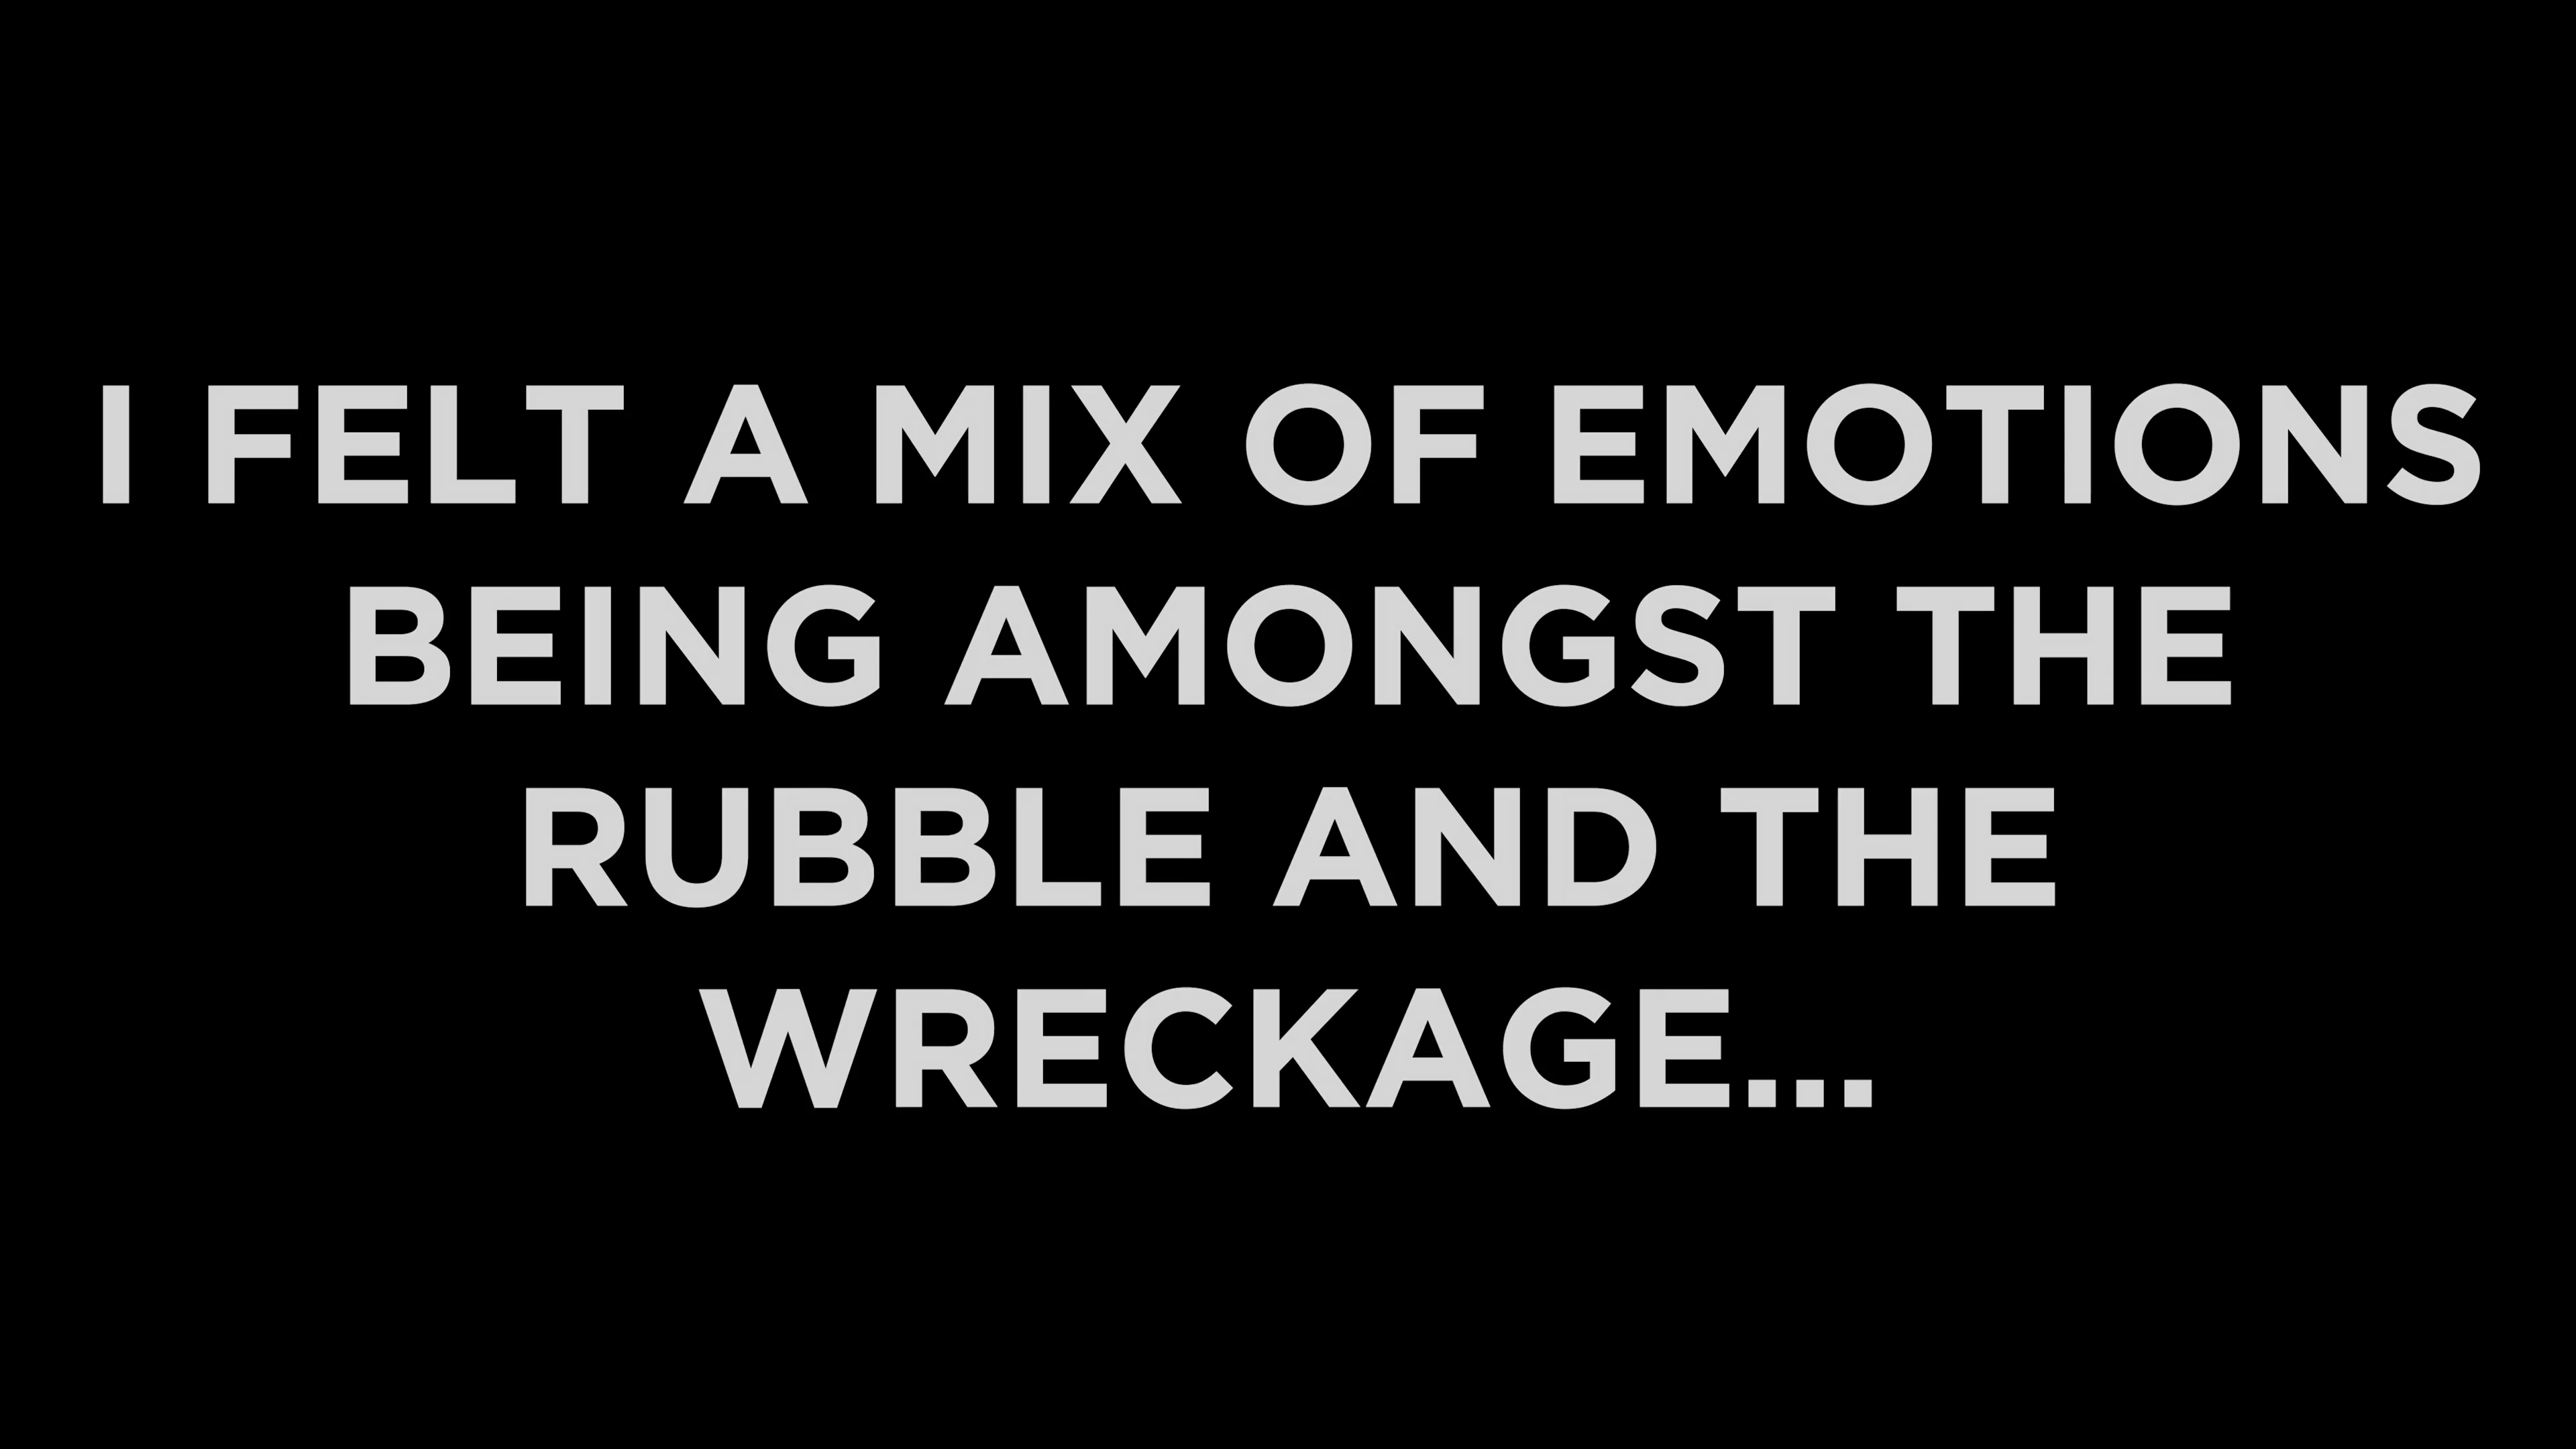 I FELT A MIX OF EMOTIONS
BEING AMONGST THE
RUBBLE AND THE
WRECKAGE...